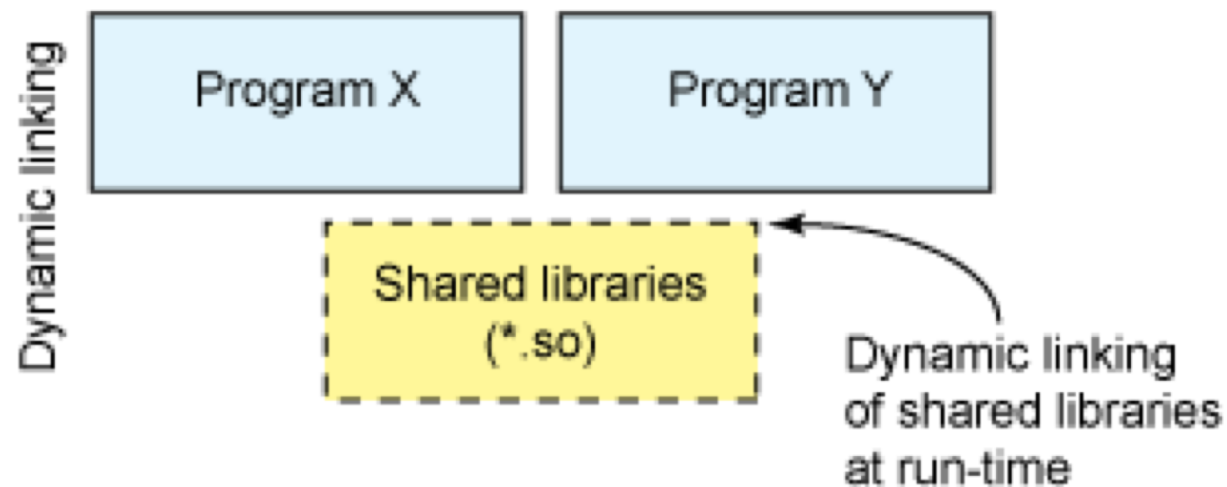 Dynamic linking
Program X
Program Y
Shared libraries
(*.so)
Dynamic linking
of shared libraries
at run-time